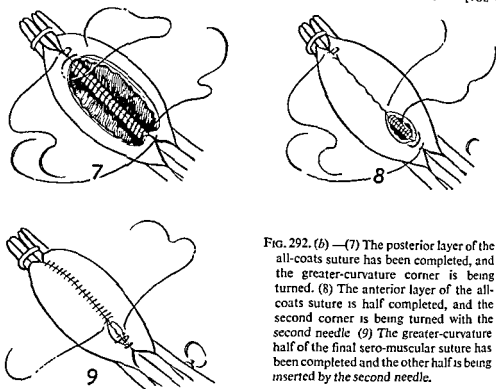 7
8
9
FIG. 292. (b) —(7) The posterior layer of the
all-coats suture has been completed, and
the greater-curvature corner is being
turned. (8) The anterior layer of the all-
coats suture is half completed, and the
second corner is being turned with the
second needle (9) The greater-curvature
half of the final sero-muscular suture has
been completed and the other half is being
inserted by the second needle.